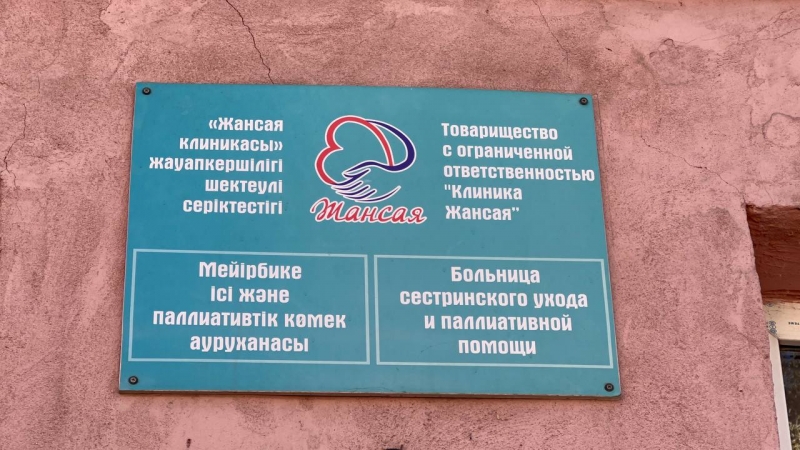 «Жансая
клиникасы»
жауапкершілігі
шектеулі
серіктестігі
Жансая
Товарищество
с ограниченной
ответственностью
"Клиника
Жансая"
Мейірбике
ісі және
паллиативтік көмек
ауруханасы
Больница
сестринского ухода
и паллиативной
помощи